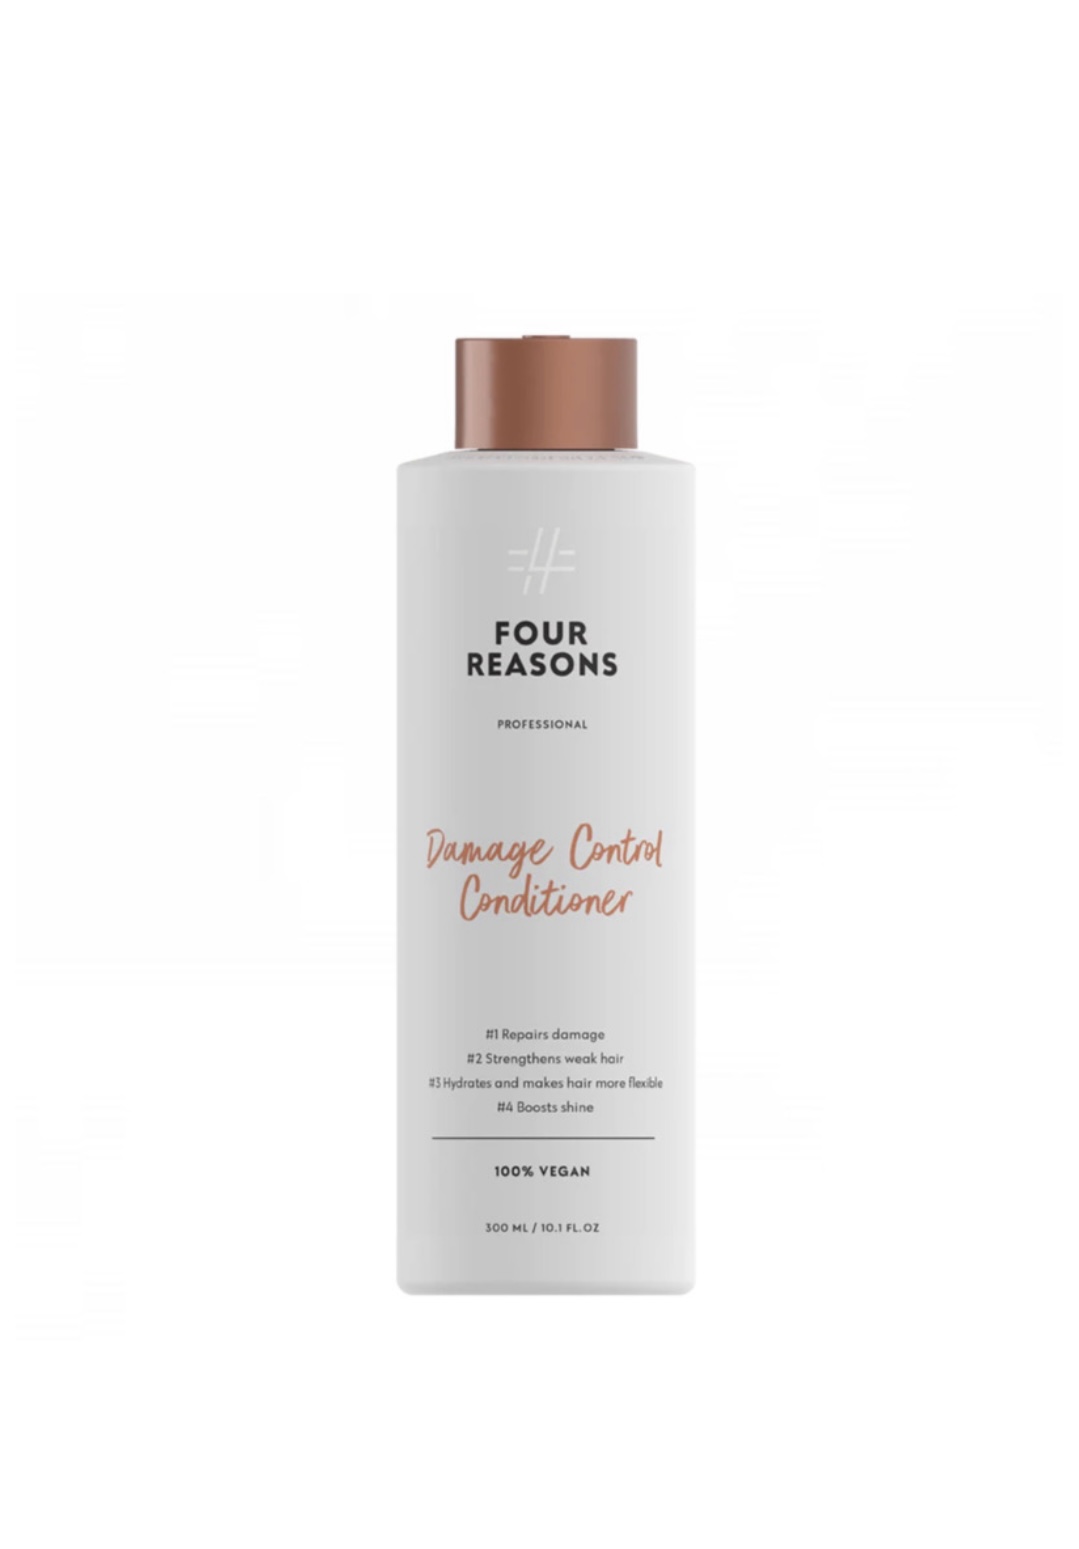 FOUR
REASONS
PROFESSIONAL
Damage Control
Conditioner
#1 Repairs damage
#2 Strengthens weak hair
#3 Hydrates and makes hair more flexible
#4 Boosts shine
100% VEGAN
300 ML / 10.1 FL.OZ